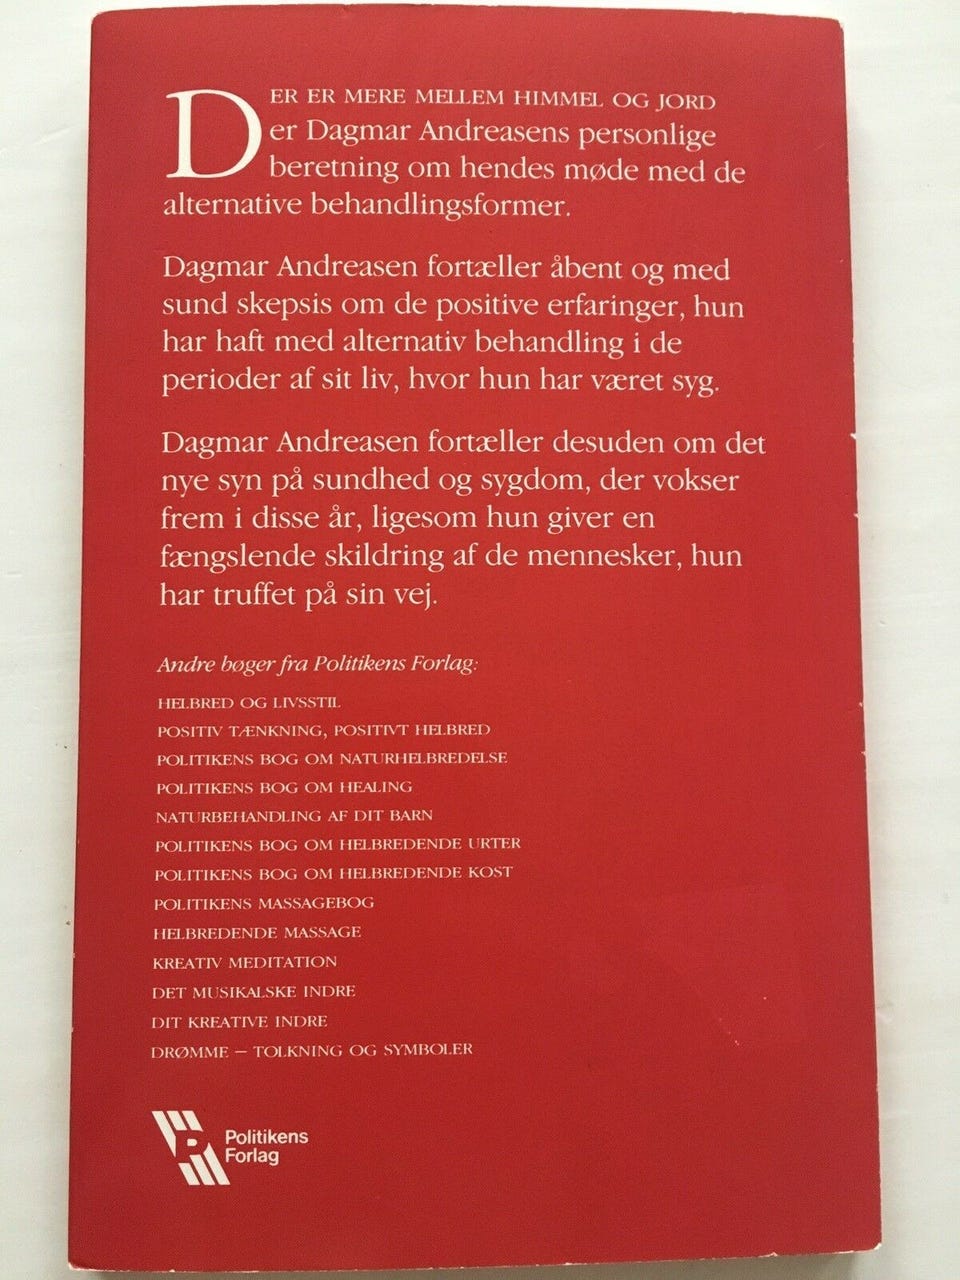 DER ER MERE MELLEM HIMMEL OG JORD
er Dagmar Andreasens personlige
beretning om hendes møde med de
alternative behandlingsformer.
Dagmar Andreasen fortæller åbent og med
sund skepsis om de positive erfaringer, hun
har haft med alternativ behandling i de
perioder af sit liv, hvor hun har været syg.
Dagmar Andreasen fortæller desuden om det
nye syn på sundhed og sygdom, der vokser
frem i disse år, ligesom hun giver en
fængslende skildring af de mennesker, hun
har truffet på sin vej.
Andre bøger fra Politikens Forlag:
HELBRED OG LIVSSTIL
POSITIV TÆNKNING, POSITIVT HELBRED
POLITIKENS BOG OM NATURHELBREDELSE
POLITIKENS BOG OM HEALING
NATURBEHANDLING AF DIT BARN
POLITIKENS BOG OM HELBREDENDE URTER
POLITIKENS BOG OM HELBREDENDE KOST
POLITIKENS MASSAGEBOG
HELBREDENDE MASSAGE
KREATIV MEDITATION
DET MUSIKALSKE INDRE
DIT KREATIVE INDRE
DRØMME – TOLKNING OG SYMBOLER
P
Politikens
Forlag